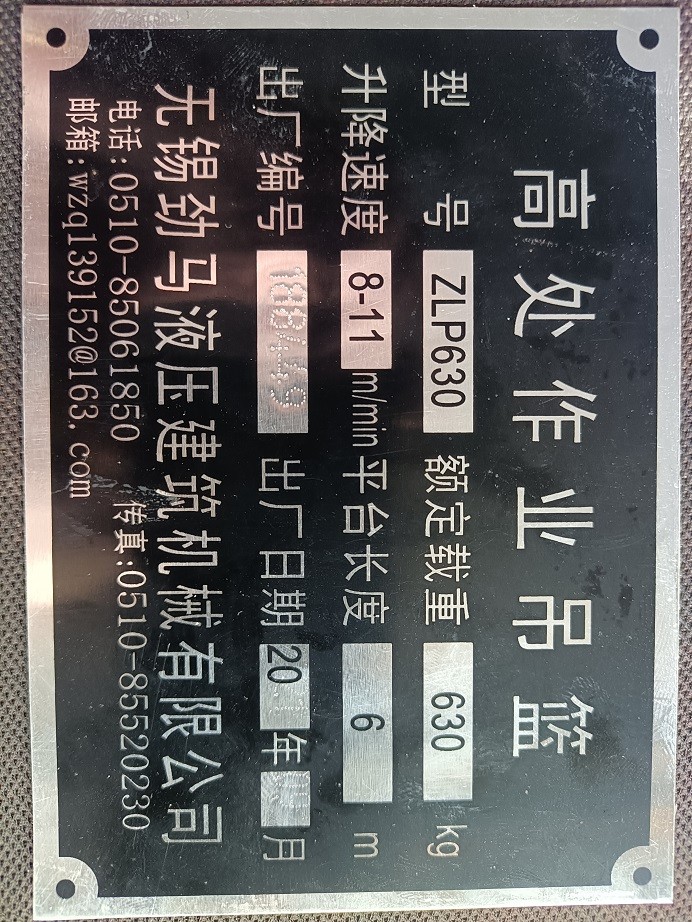 高处作业吊篮
型号 ZLP630 额定载重 630 kg
升降速度 8-11 m/min 平台长度 6 m
出厂编号 出厂日期 20 年 月
无锡劲马液压建筑机械有限公司
电话:0510-85061850 传真:0510-85520230
邮箱:wzq139152@163.com